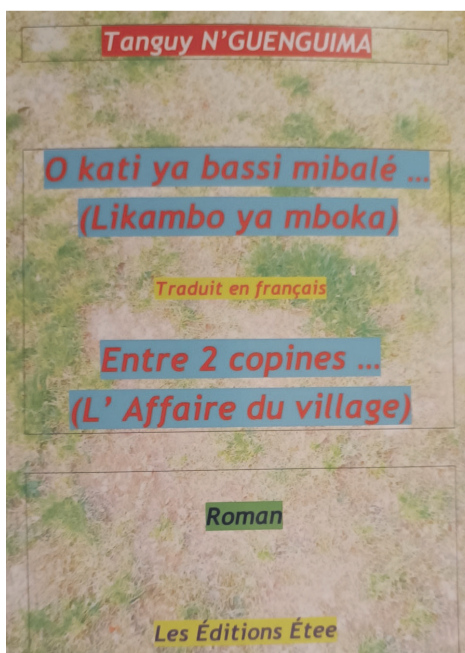 Tanguy N'GUENGUIMA
O kati ya bassi mibalé ...
(Likambo ya mboka)
Traduit en français
Entre 2 copines ...
(L' Affaire du village)
Roman
Les Éditions Étee